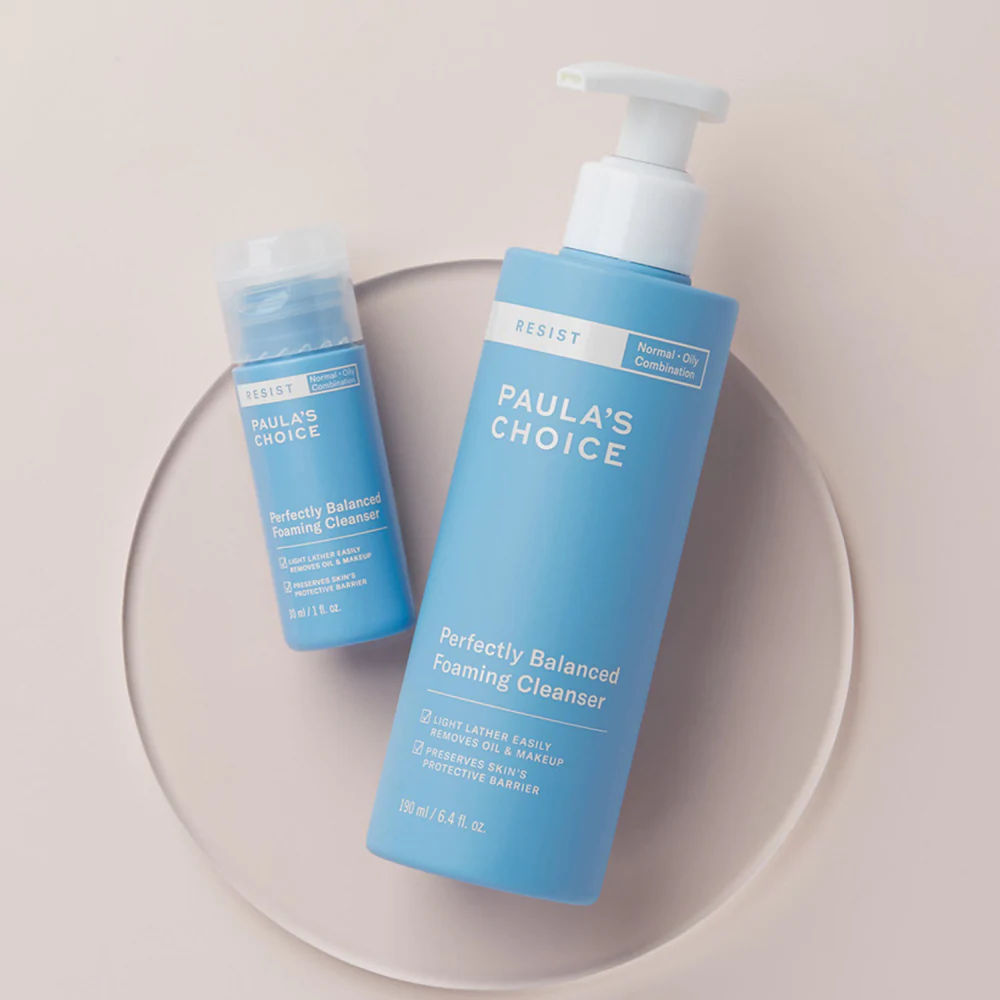 RESIST
Normal • Oily
Combination
PAULA'S
CHOICE
Perfectly Balanced
Foaming Cleanser
LIGHT LATHER EASILY
REMOVES OIL & MAKEUP
PRESERVES SKIN'S
PROTECTIVE BARRIER
30 ml / 1 fl. oz.
RESIST
Normal • Oily
Combination
PAULA'S
CHOICE
Perfectly Balanced
Foaming Cleanser
LIGHT LATHER EASILY
REMOVES OIL & MAKEUP
PRESERVES SKIN'S
PROTECTIVE BARRIER
190 ml / 6.4 fl. oz.